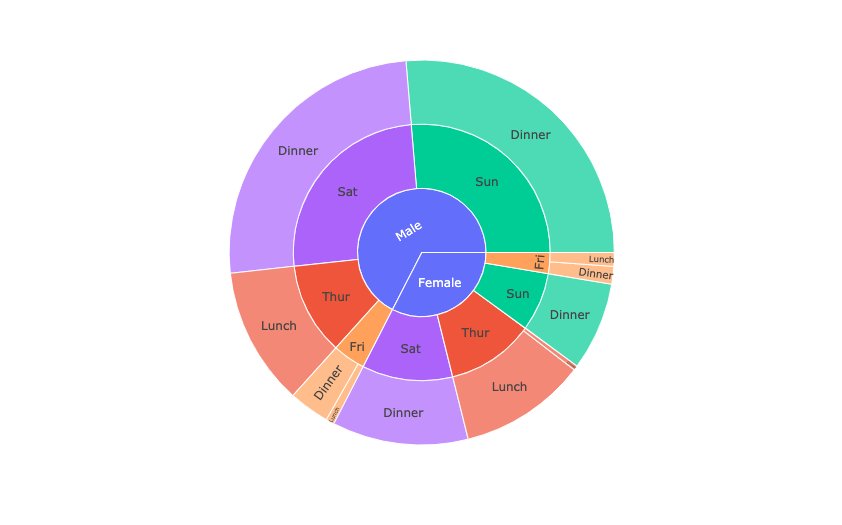 Dinner
Dinner
Sun
Sat
Male
Fri
Lunch
Dinner
Female
Sun
Thur
Dinner
Lunch
Thur
Fri
Sat
Dinner
Lunch
Lunch
Dinner